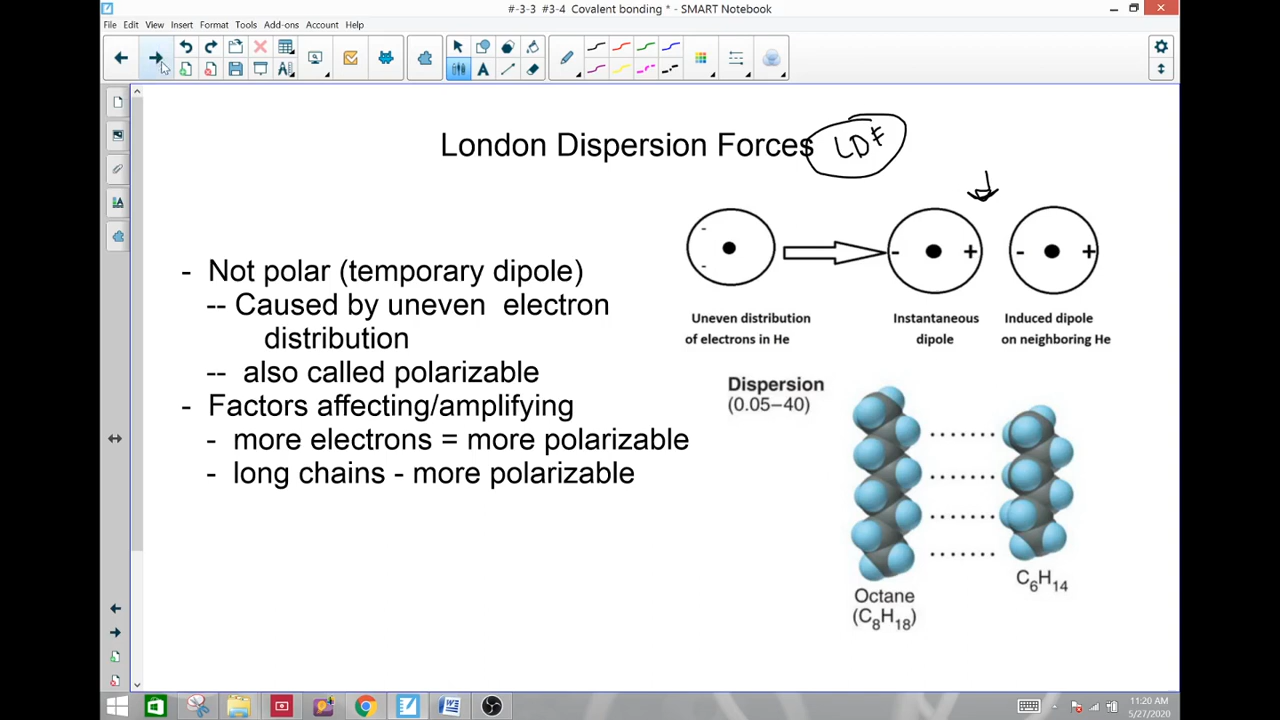 #-3-3 #3-4 Covalent bonding * - SMART Notebook
File Edit View Insert Format Tools Add-ons Account Help
London Dispersion Forces LDF
- Not polar (temporary dipole)
-- Caused by uneven electron
distribution
-- also called polarizable
- Factors affecting/amplifying
- more electrons = more polarizable
- long chains - more polarizable
- - - + - +
Uneven distribution
of electrons in He
Instantaneous
dipole
Induced dipole
on neighboring He
Dispersion
(0.05–40)
Octane
(C₈H₁₈)
C₆H₁₄
11:20 AM
5/27/2020